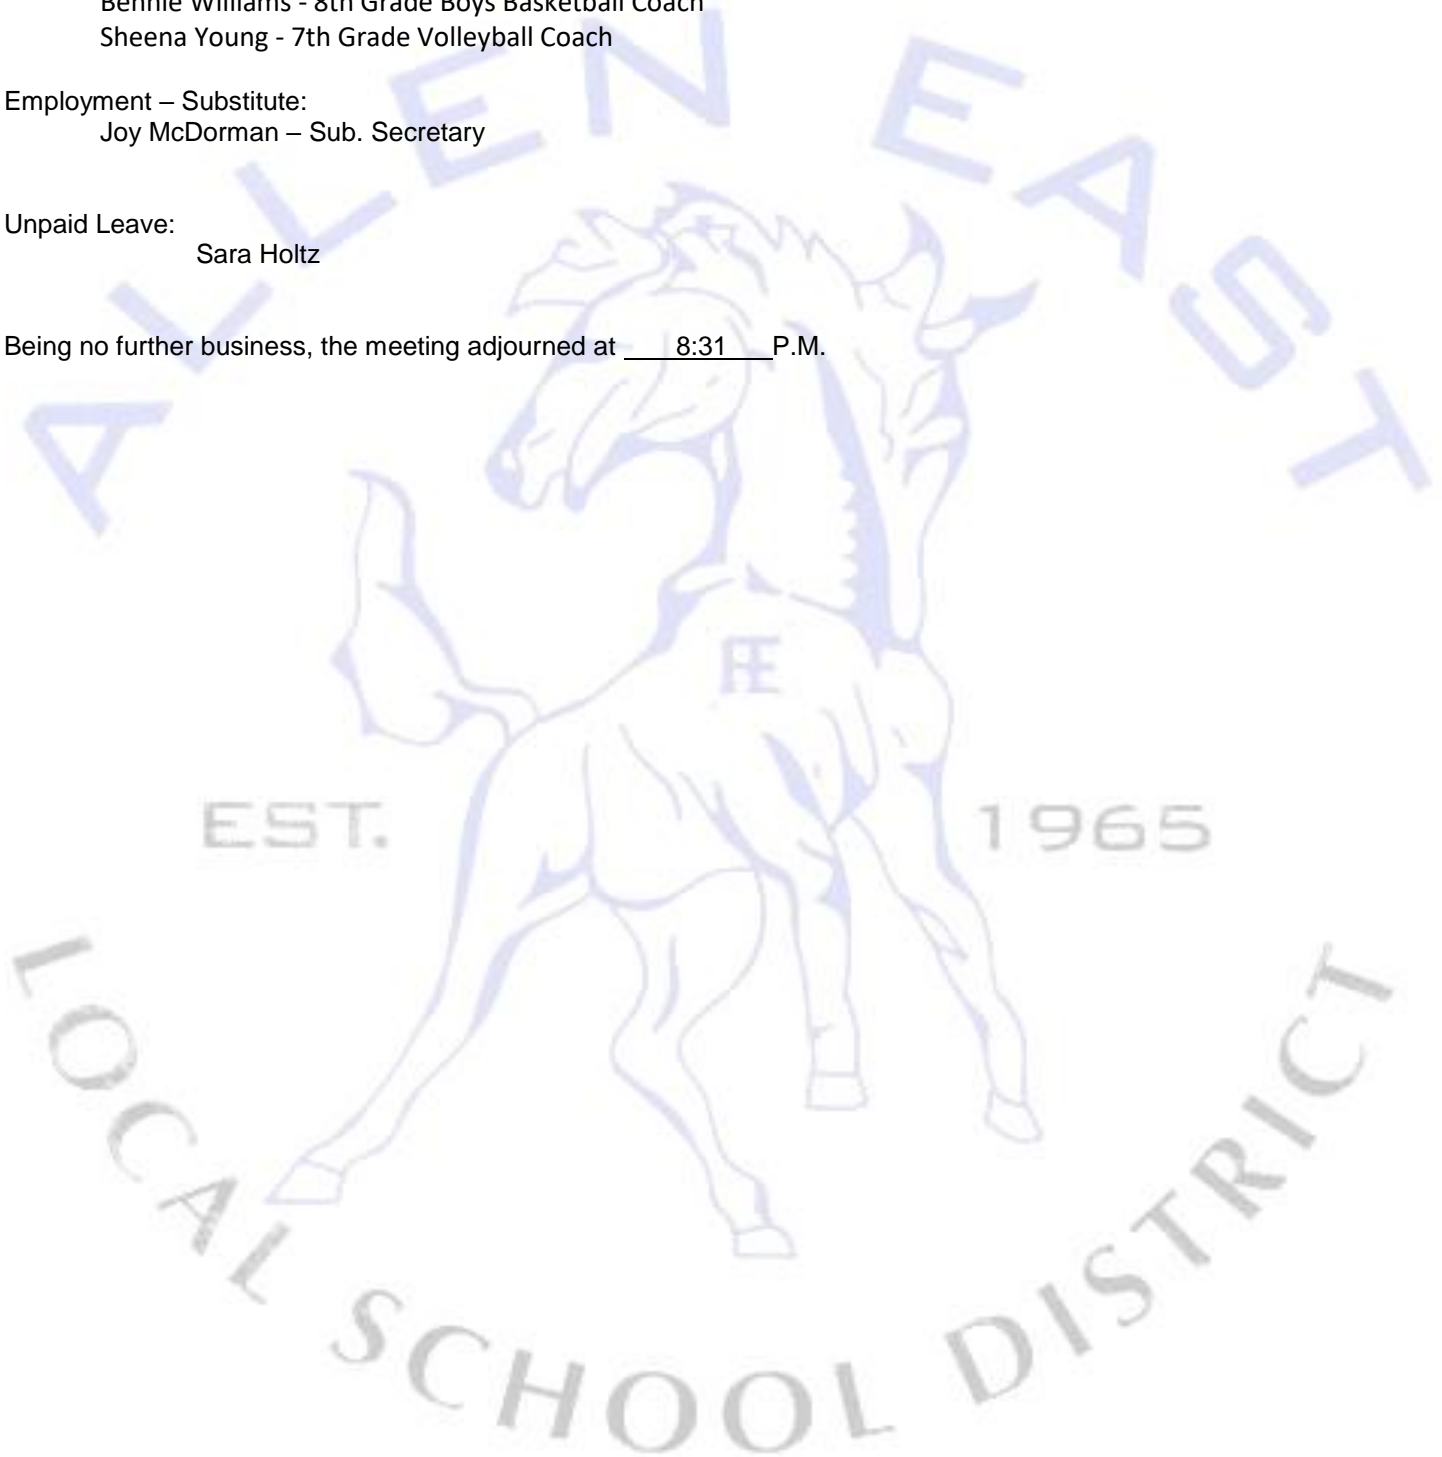 Bennie Williams - 8th Grade Boys Basketball Coach
Sheena Young - 7th Grade Volleyball Coach
Employment – Substitute:
Joy McDorman – Sub. Secretary
Unpaid Leave:
Sara Holtz
Being no further business, the meeting adjourned at 8:31 P.M.
ALLEN EAST
Æ
EST. 1965
LOCAL SCHOOL DISTRICT